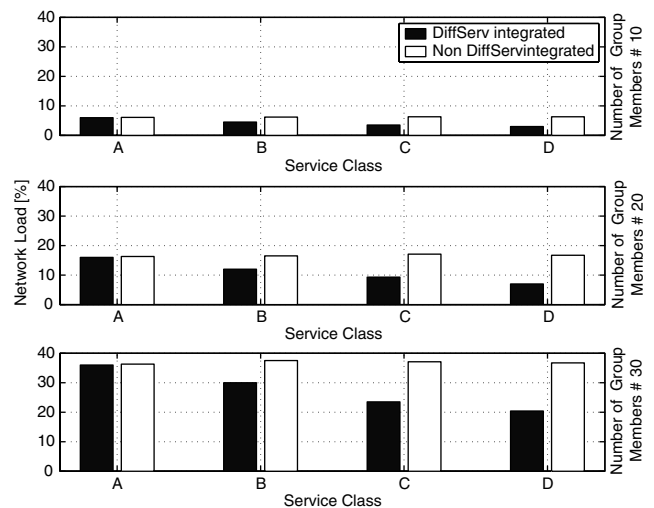 40
30
20
10
0
DiffServ integrated
Non DiffServintegrated
A B C D
Service Class
Number of Group
Members # 10
Network Load [%]
40
30
20
10
0
A B C D
Service Class
Number of Group
Members # 20
40
30
20
10
0
A B C D
Service Class
Number of Group
Members # 30